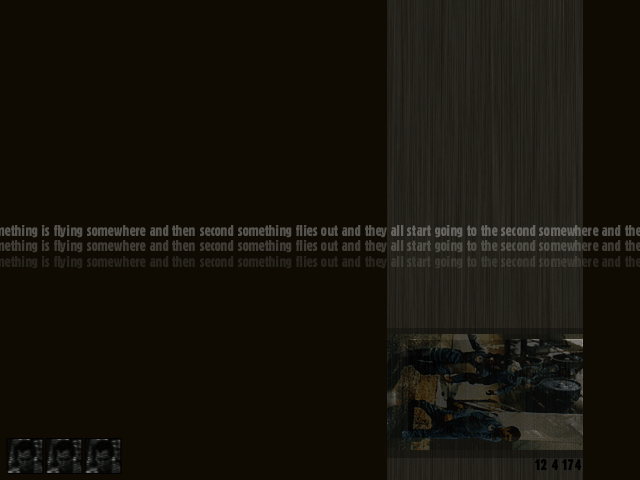 mething is flying somewhere and then second something flies out and they all start going to the second somewhere and the
mething is flying somewhere and then second something flies out and they all start going to the second somewhere and the
mething is flying somewhere and then second something flies out and they all start going to the second somewhere and the
12 4 174